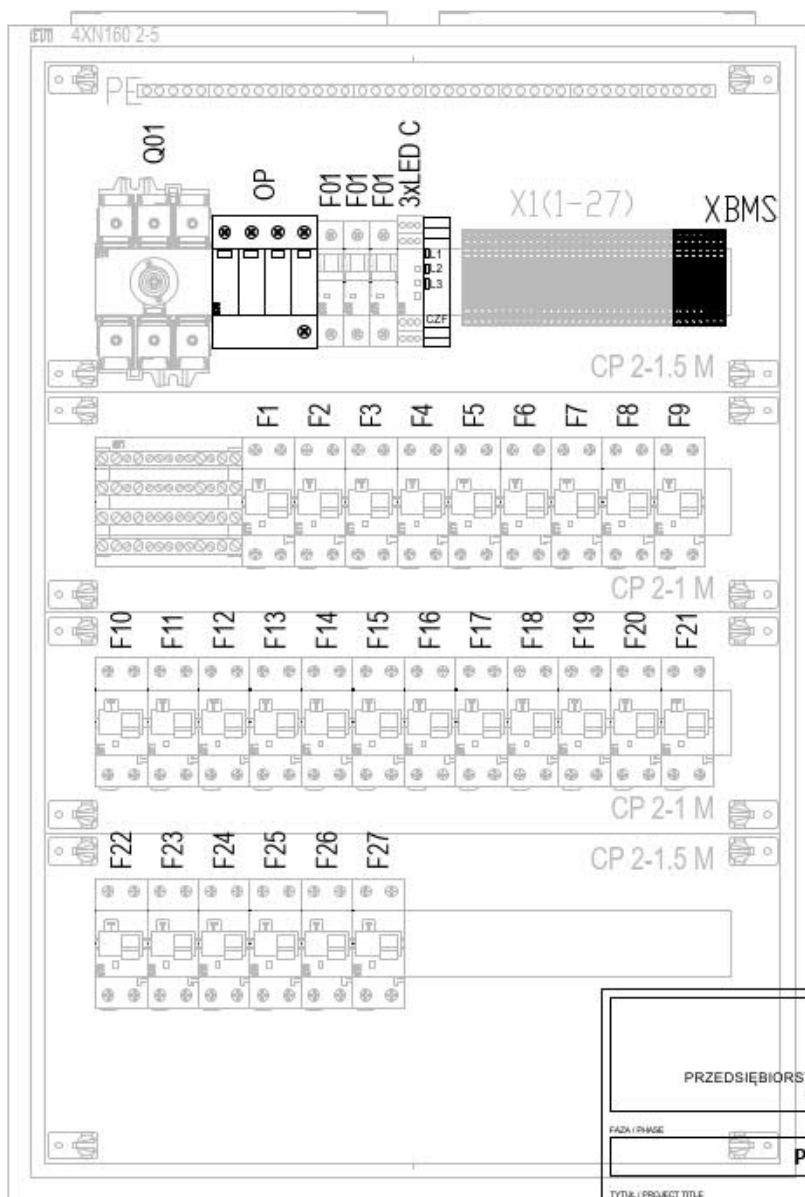 ETI 4XN160 2-5
PE
Q01
OP
F01 F01 F01
3xLED C
X1(1-27)
XBMS
L1
L2
L3
CZF
CP 2-1.5 M
F1 F2 F3 F4 F5 F6 F7 F8 F9
CP 2-1 M
F10 F11 F12 F13 F14 F15 F16 F17 F18 F19 F20 F21
CP 2-1 M
F22 F23 F24 F25 F26 F27
CP 2-1.5 M
PRZEDSIĘBIORS
FAZA / PHASE
P
TYTUŁ / PROJECT TITLE